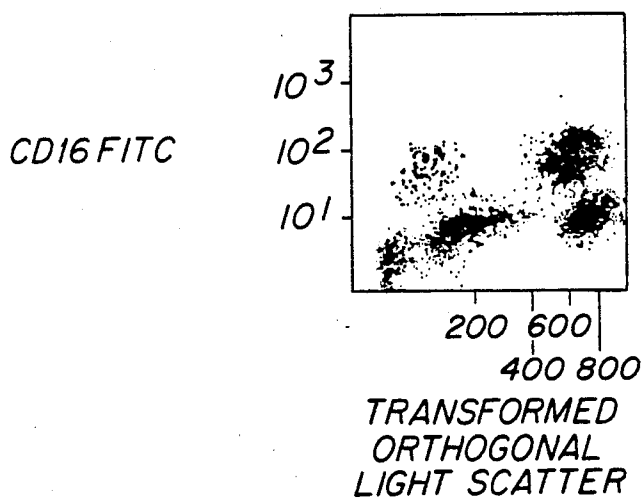 10³
CD16 FITC
10²
10¹
200 600
400 800
TRANSFORMED
ORTHOGONAL
LIGHT SCATTER